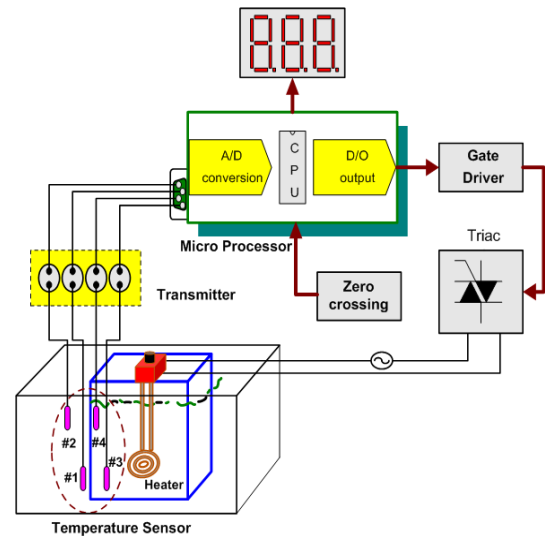 8.8.8.
A/D
conversion
C
P
U
D/O
output
Gate
Driver
Micro Processor
Triac
Zero
crossing
Transmitter
#2
#4
#1
#3
Heater
Temperature Sensor